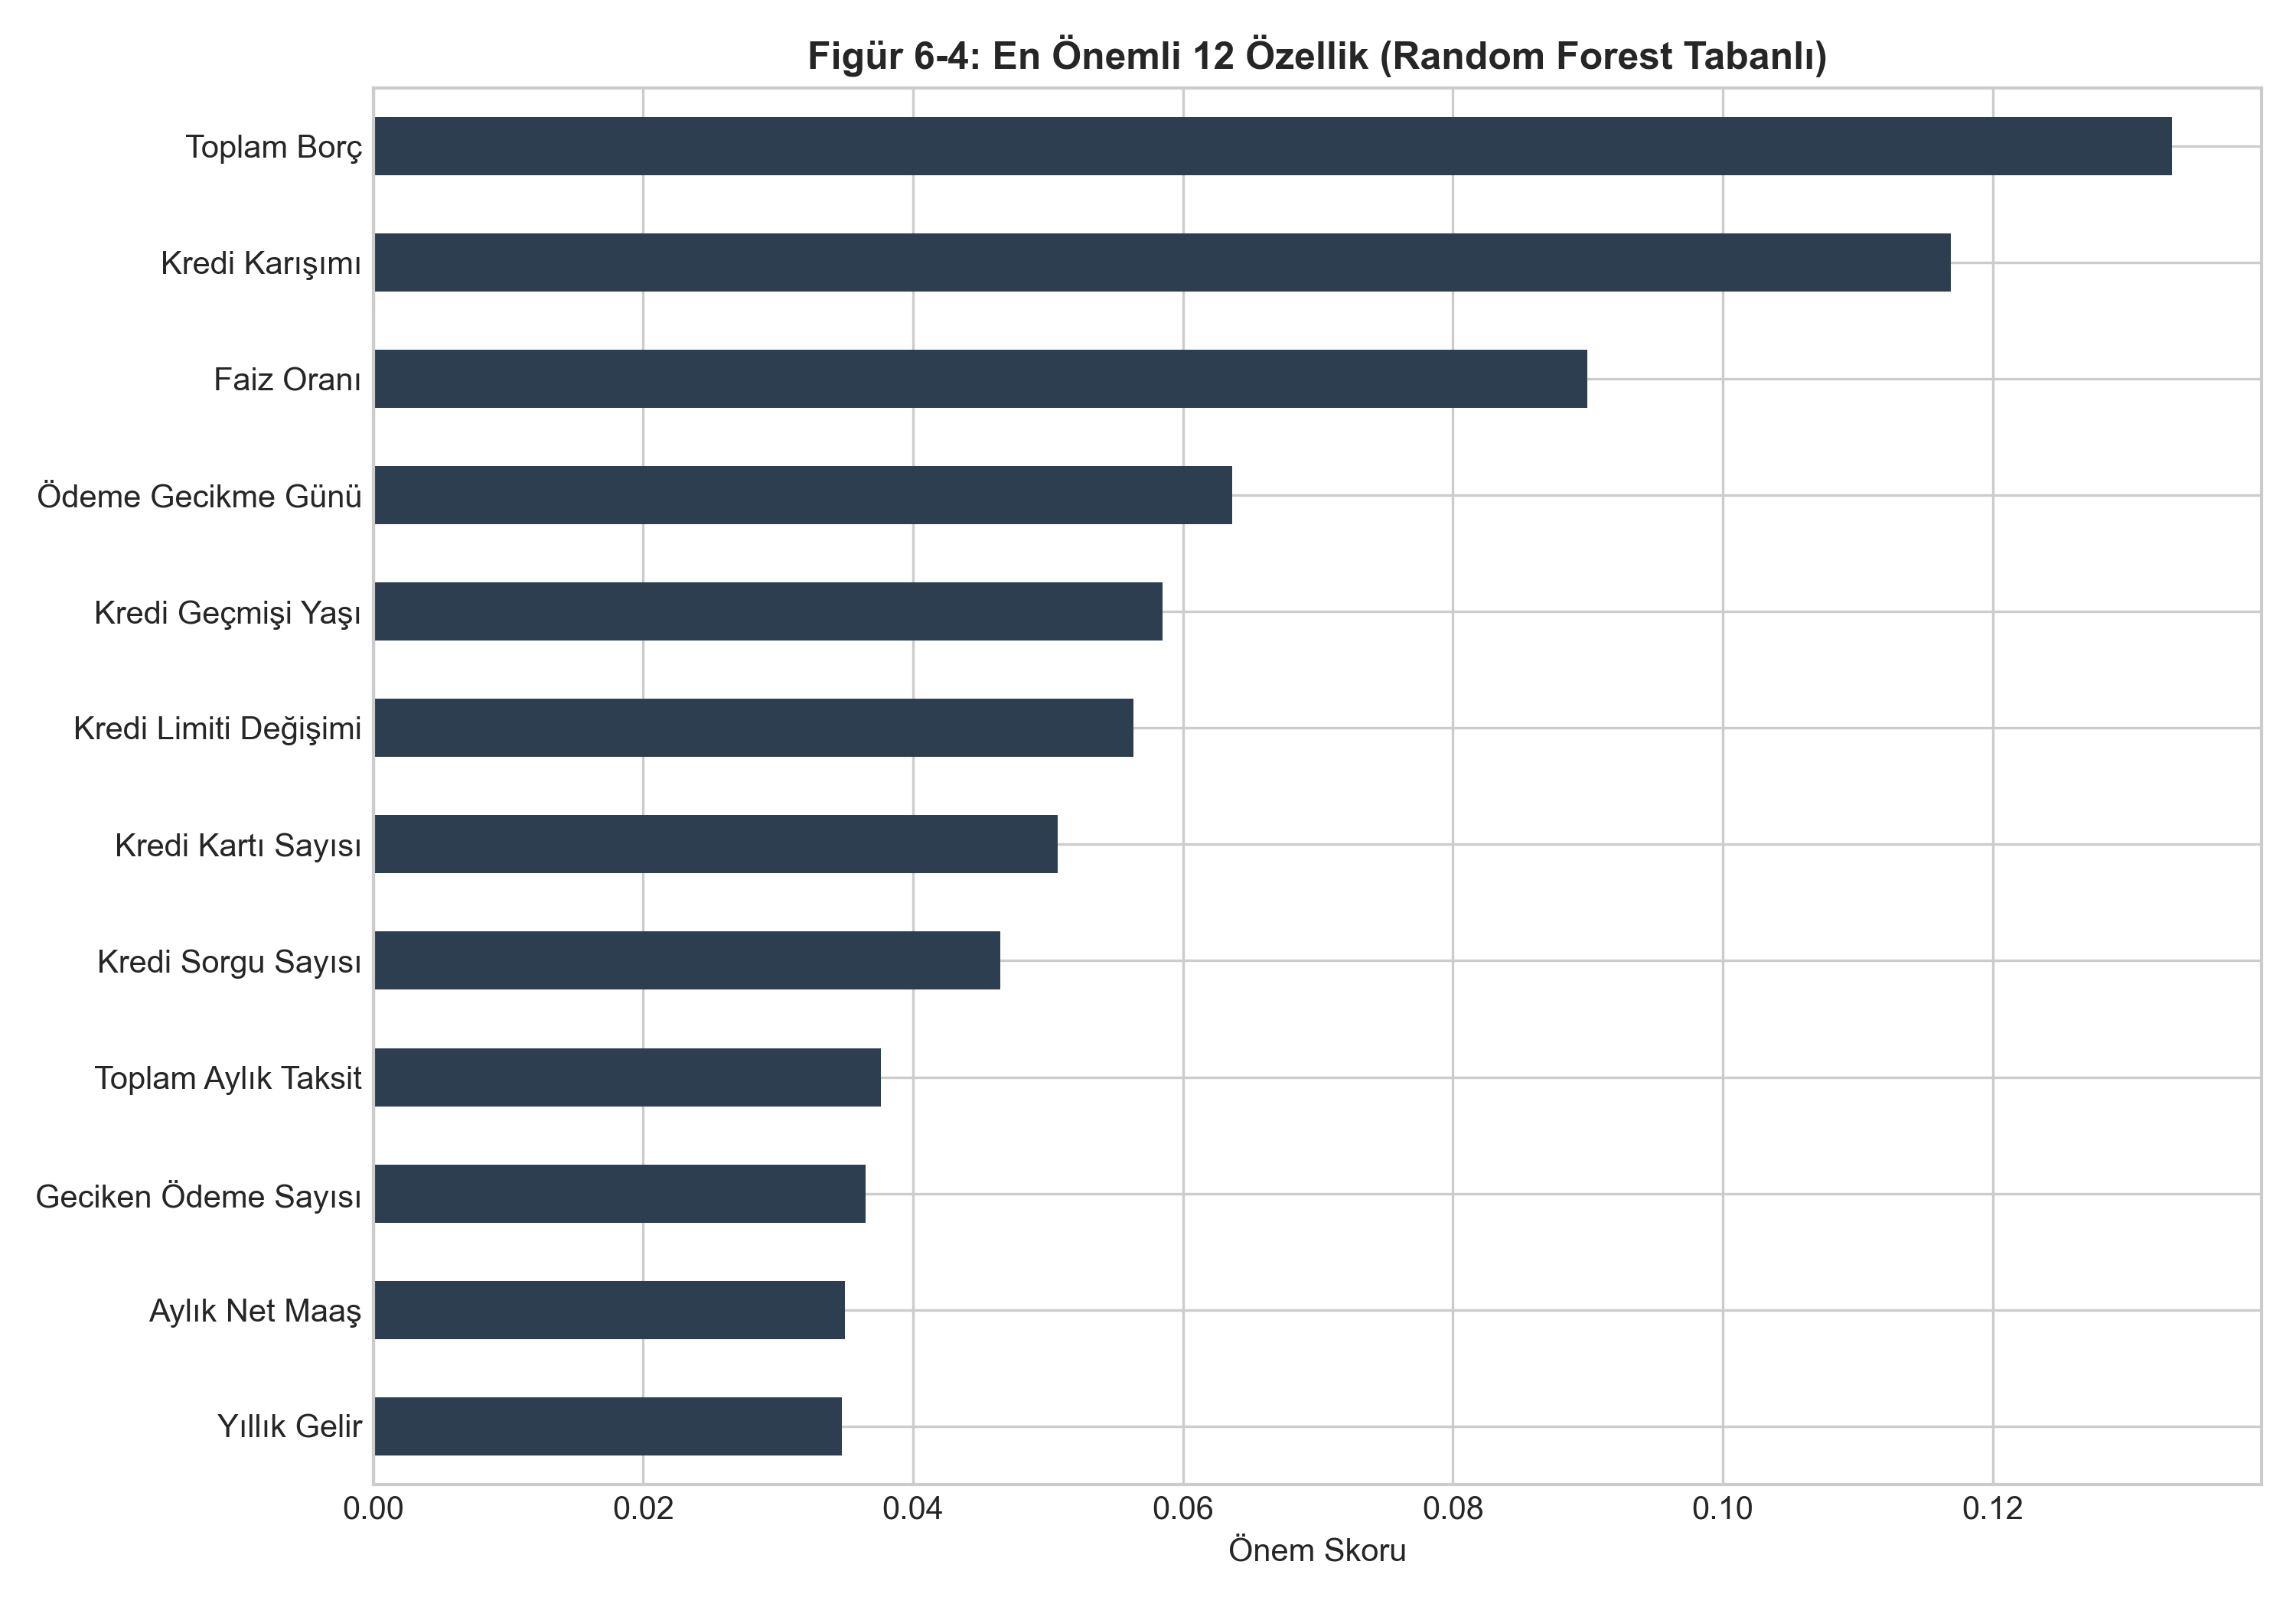 Figür 6-4: En Önemli 12 Özellik (Random Forest Tabanlı)
Toplam Borç
Kredi Karışımı
Faiz Oranı
Ödeme Gecikme Günü
Kredi Geçmişi Yaşı
Kredi Limiti Değişimi
Kredi Kartı Sayısı
Kredi Sorgu Sayısı
Toplam Aylık Taksit
Geciken Ödeme Sayısı
Aylık Net Maaş
Yıllık Gelir
0.00 0.02 0.04 0.06 0.08 0.10 0.12
Önem Skoru